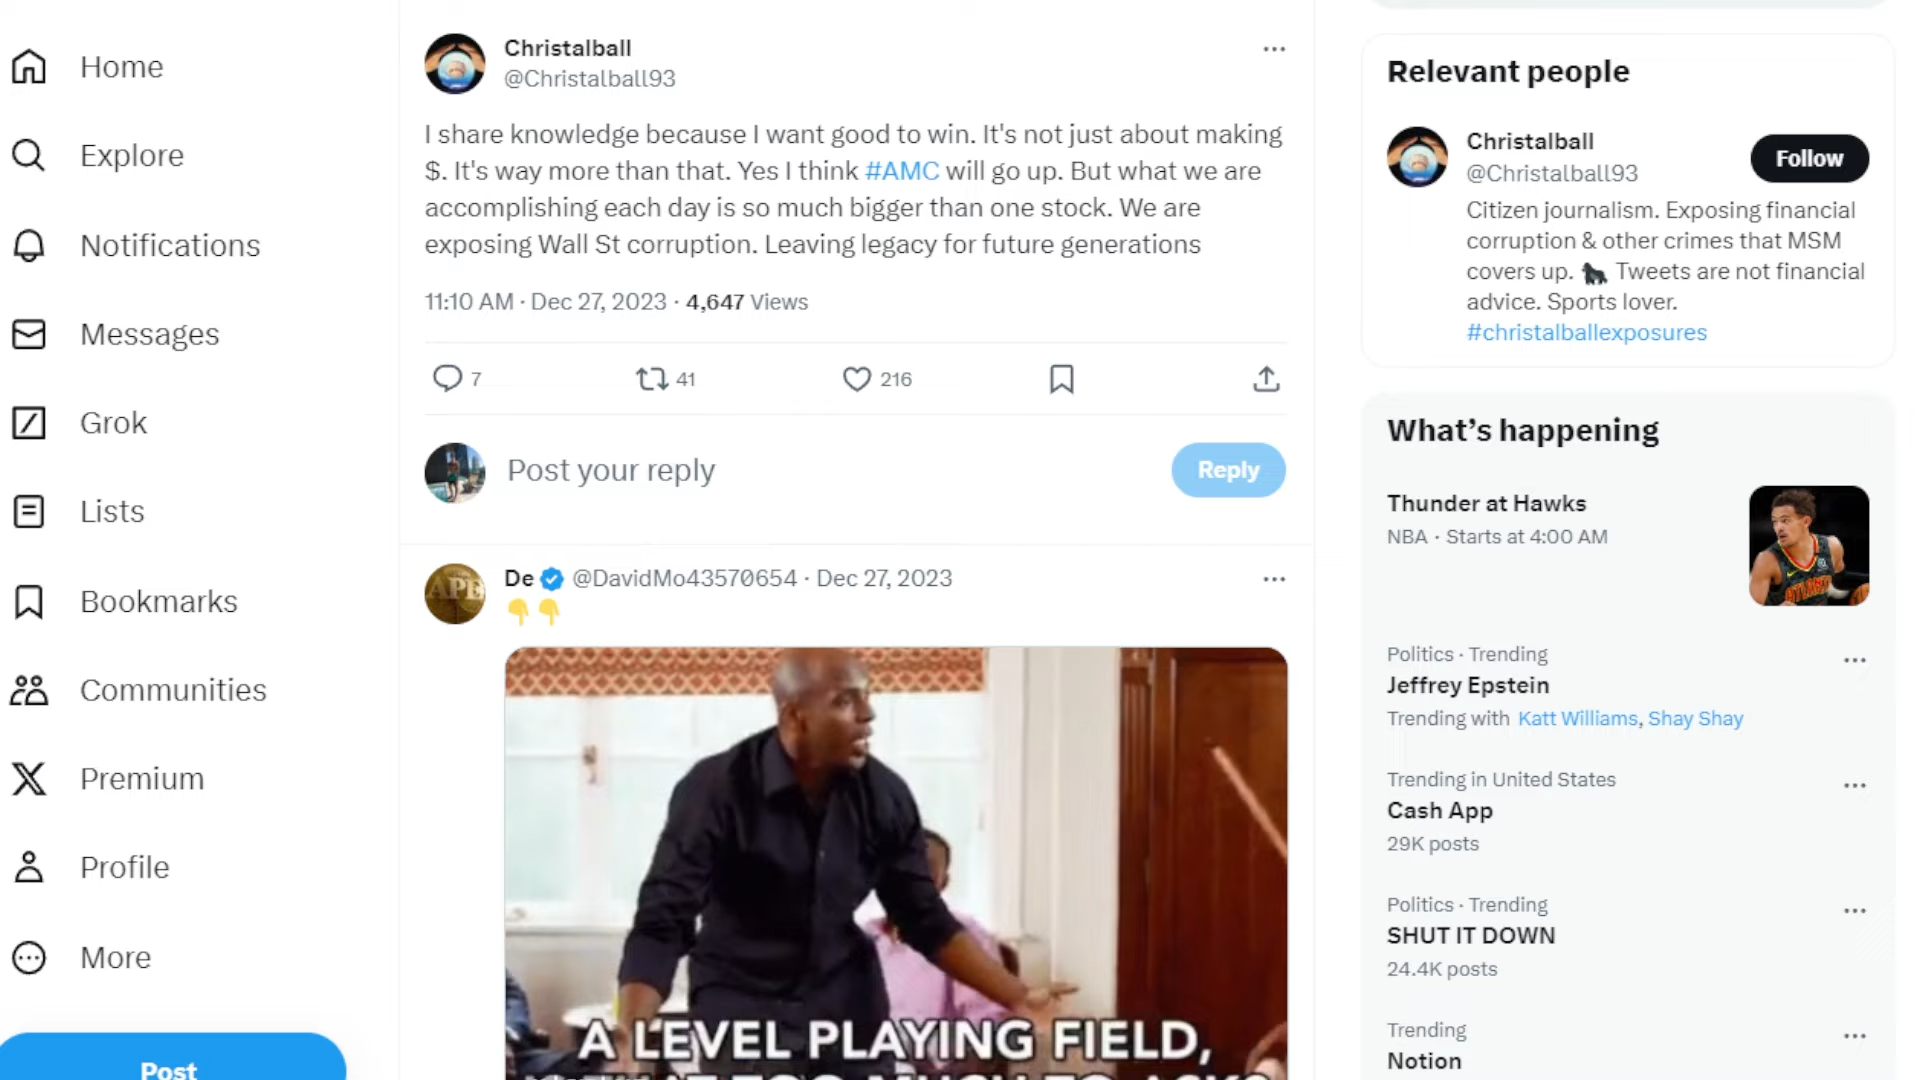 Home
Explore
Notifications
Messages
Grok
Lists
Bookmarks
Communities
Premium
Profile
More
Post
Christalball
@Christalball93
I share knowledge because I want good to win. It's not just about making
$. It's way more than that. Yes I think #AMC will go up. But what we are
accomplishing each day is so much bigger than one stock. We are
exposing Wall St corruption. Leaving legacy for future generations
11:10 AM · Dec 27, 2023 · 4,647 Views
7
41
216
Post your reply
Reply
De @DavidMo43570654 · Dec 27, 2023
APE
A LEVEL PLAYING FIELD,
Relevant people
Christalball
@Christalball93
Follow
Citizen journalism. Exposing financial
corruption & other crimes that MSM
covers up. 🦍 Tweets are not financial
advice. Sports lover.
#christalballexposures
What's happening
Thunder at Hawks
NBA · Starts at 4:00 AM
Politics · Trending
Jeffrey Epstein
Trending with Katt Williams, Shay Shay
Trending in United States
Cash App
29K posts
Politics · Trending
SHUT IT DOWN
24.4K posts
Trending
Notion